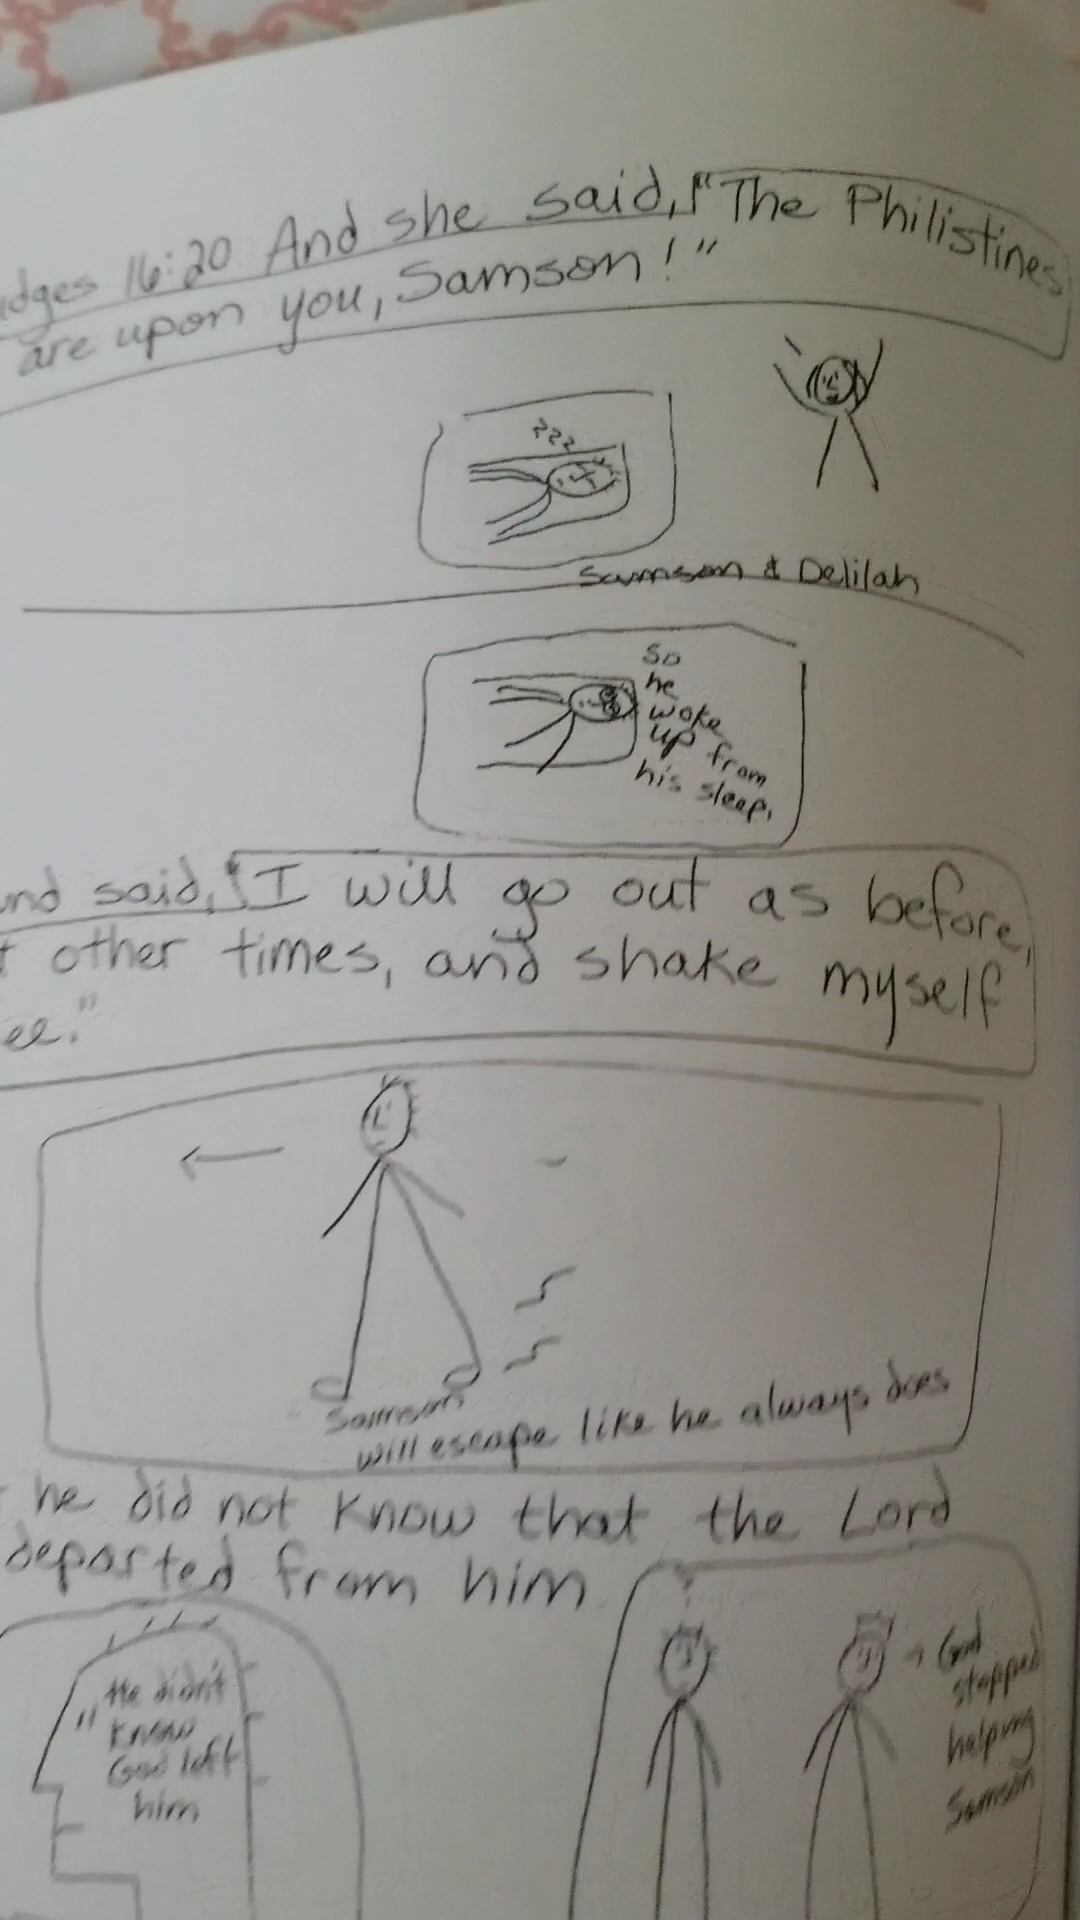 udges 16:20 And she said, "The Philistines
are upon you, Samson!"
zzz
Samson & Delilah
So
he
woke
up from
his sleep.
nd said, "I will go out as before,
t other times, and shake myself
ee."
Samson
will escape like he always does
he did not know that the Lord
departed from him
"He didn't
know
God left
him
God
stopped
helping
Samson